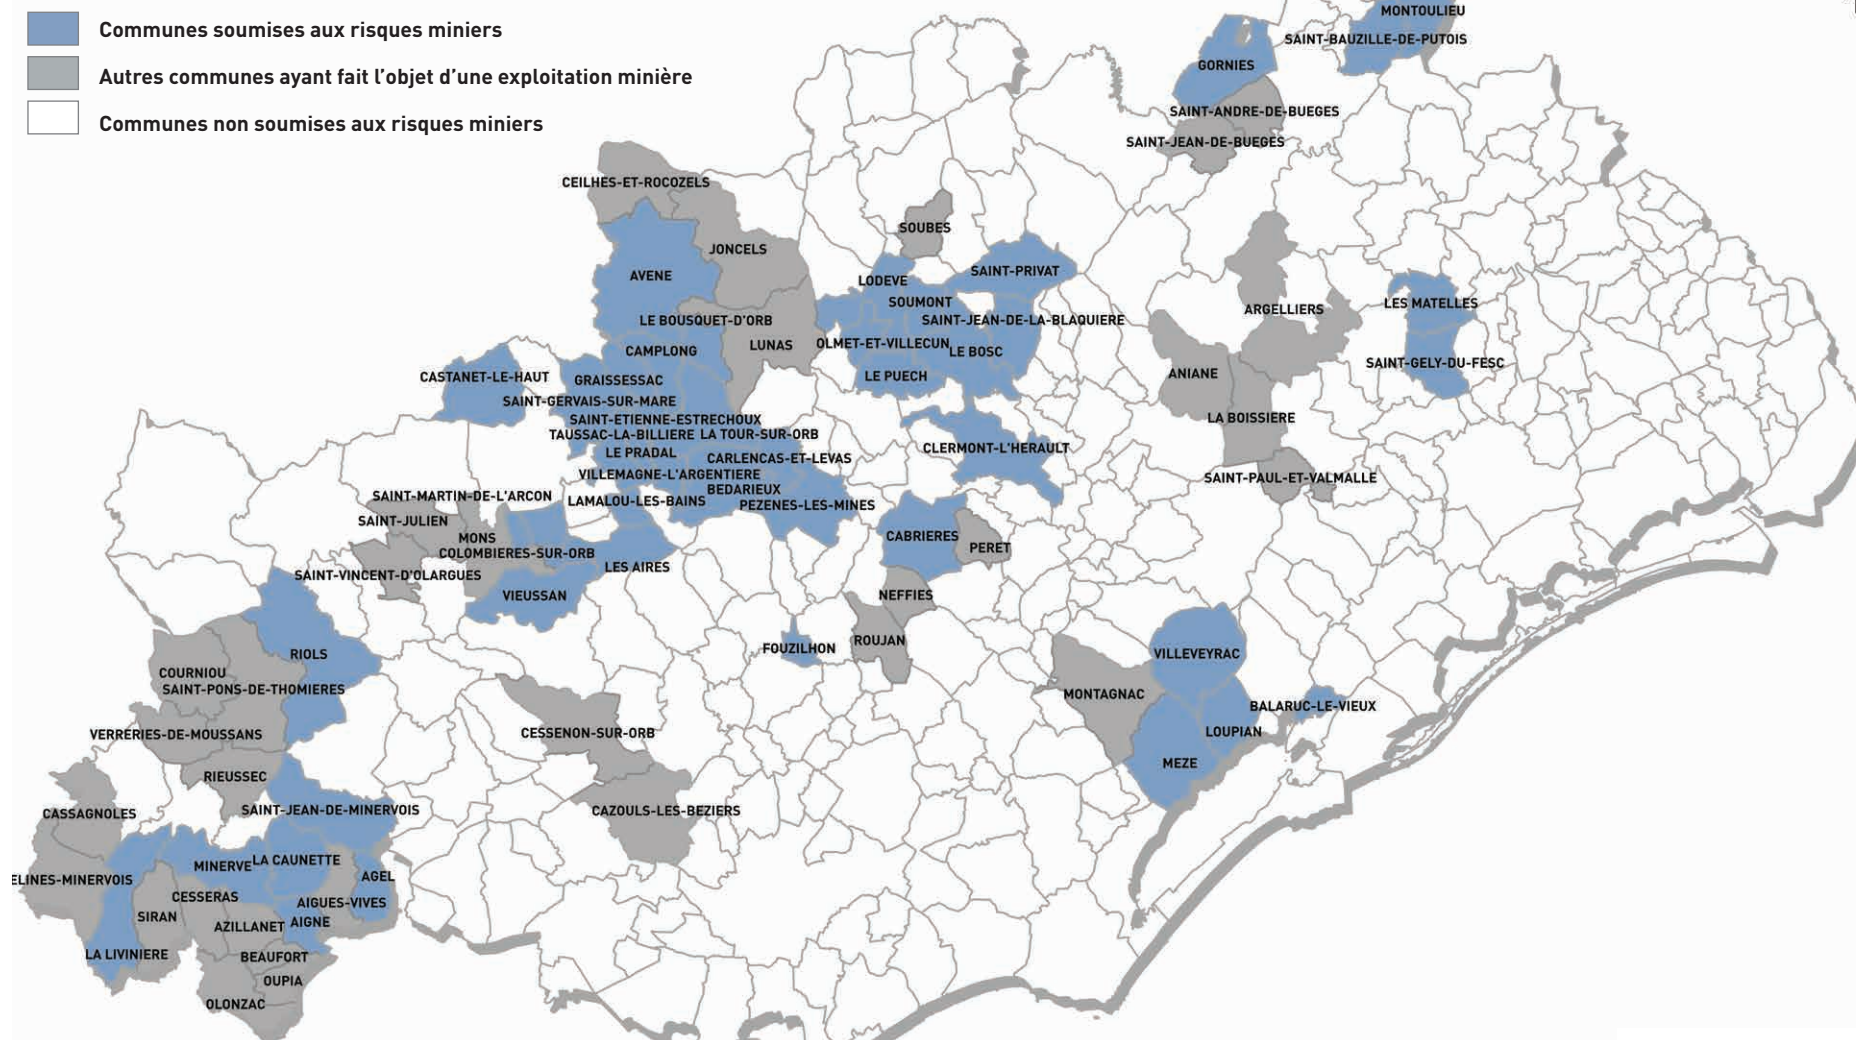 Communes soumises aux risques miniers
Autres communes ayant fait l'objet d'une exploitation minière
Communes non soumises aux risques miniers
MONTOULIEU
SAINT-BAUZILLE-DE-PUTOIS
GORNIES
SAINT-ANDRE-DE-BUEGES
SAINT-JEAN-DE-BUEGES
CEILHES-ET-ROCOZELS
SOUBES
JONCELS
AVENE
SAINT-PRIVAT
LODEVE
SOUMONT
LES MATELLES
ARGELLIERS
LE BOUSQUET-D'ORB
SAINT-JEAN-DE-LA-BLAQUIERE
LUNAS
OLMET-ET-VILLECUN
LE BOSC
CAMPLONG
SAINT-GELY-DU-FESC
CASTANET-LE-HAUT
GRAISSESSAC
LE PUECH
ANIANE
SAINT-GERVAIS-SUR-MARE
SAINT-ETIENNE-ESTRECHOUX
LA BOISSIERE
TAUSSAC-LA-BILLIERE
LA TOUR-SUR-ORB
CLERMONT-L'HERAULT
LE PRADAL
CARLENCAS-ET-LEVAS
VILLEMAGNE-L'ARGENTIERE
SAINT-PAUL-ET-VALMALLE
BEDARIEUX
SAINT-MARTIN-DE-L'ARCON
LAMALOU-LES-BAINS
PEZENES-LES-MINES
SAINT-JULIEN
MONS
CABRIERES
PERET
COLOMBIERES-SUR-ORB
LES AIRES
SAINT-VINCENT-D'OLARGUES
VIEUSSAN
NEFFIES
ROUJAN
FOUZILHON
RIOLS
VILLEVEYRAC
COURNIOU
SAINT-PONS-DE-THOMIERES
MONTAGNAC
BALARUC-LE-VIEUX
VERRERIES-DE-MOUSSANS
CESSENON-SUR-ORB
LOUPIAN
MEZE
RIEUSSEC
CASSAGNOLES
SAINT-JEAN-DE-MINERVOIS
CAZOULS-LES-BEZIERS
MINERVE
LA CAUNETTE
AGEL
ELINES-MINERVOIS
CESSERAS
AIGUES-VIVES
SIRAN
AZILLANET
AIGNE
LA LIVINIERE
BEAUFORT
OUPIA
OLONZAC